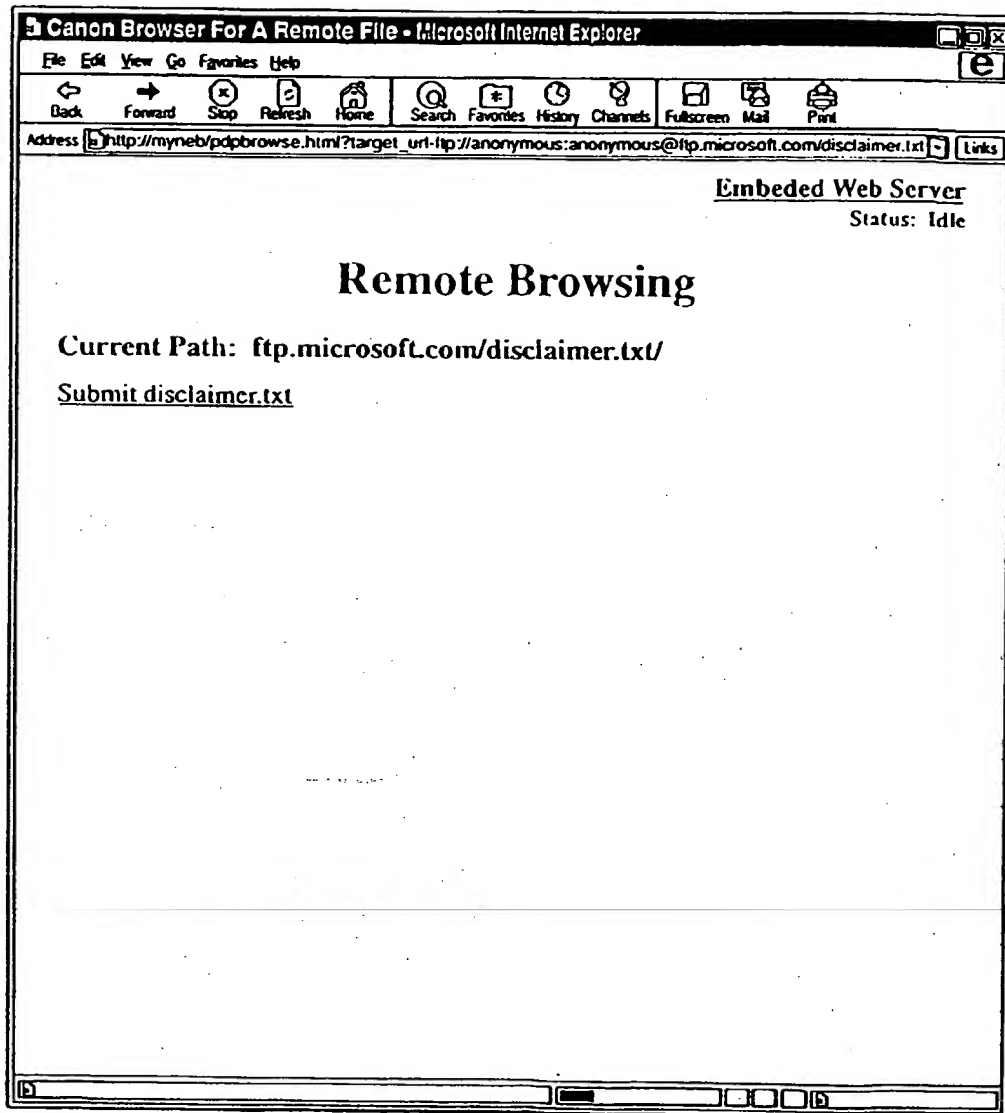 Canon Browser For A Remote File - Microsoft Internet Explorer
File Edit View Go Favorites Help
Back Forward Stop Refresh Home Search Favorites History Channels Fullscreen Mail Print
Address http://myneb/pdpbrowse.html?target_url-ftp://anonymous:anonymous@ftp.microsoft.com/disclaimer.txt Links
Embeded Web Server
Status: Idle
Remote Browsing
Current Path: ftp.microsoft.com/disclaimer.txt/
Submit disclaimer.txt